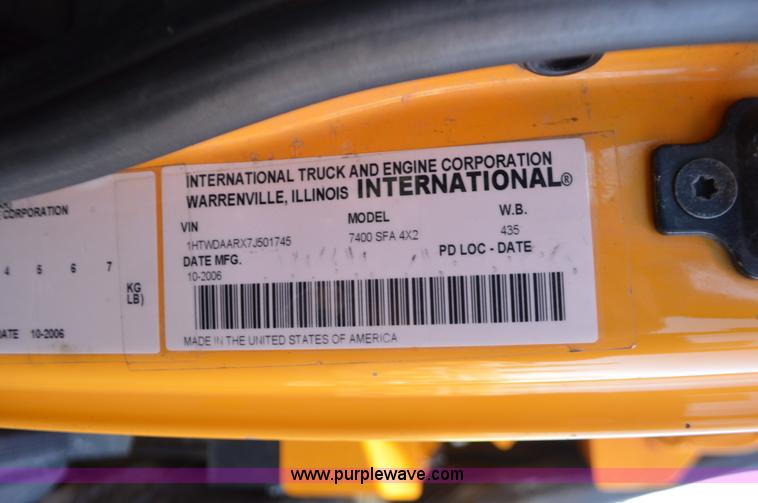 OL
CORPORATION
4 5 6 7
KG
LB)
DATE 10-2006
INTERNATIONAL TRUCK AND ENGINE CORPORATION
WARRENVILLE, ILLINOIS INTERNATIONAL®
VIN MODEL W.B.
1HTWDAARX7J501745 7400 SFA 4X2 435
DATE MFG. PD LOC - DATE
10-2006
MADE IN THE UNITED STATES OF AMERICA
www.purplewave.com